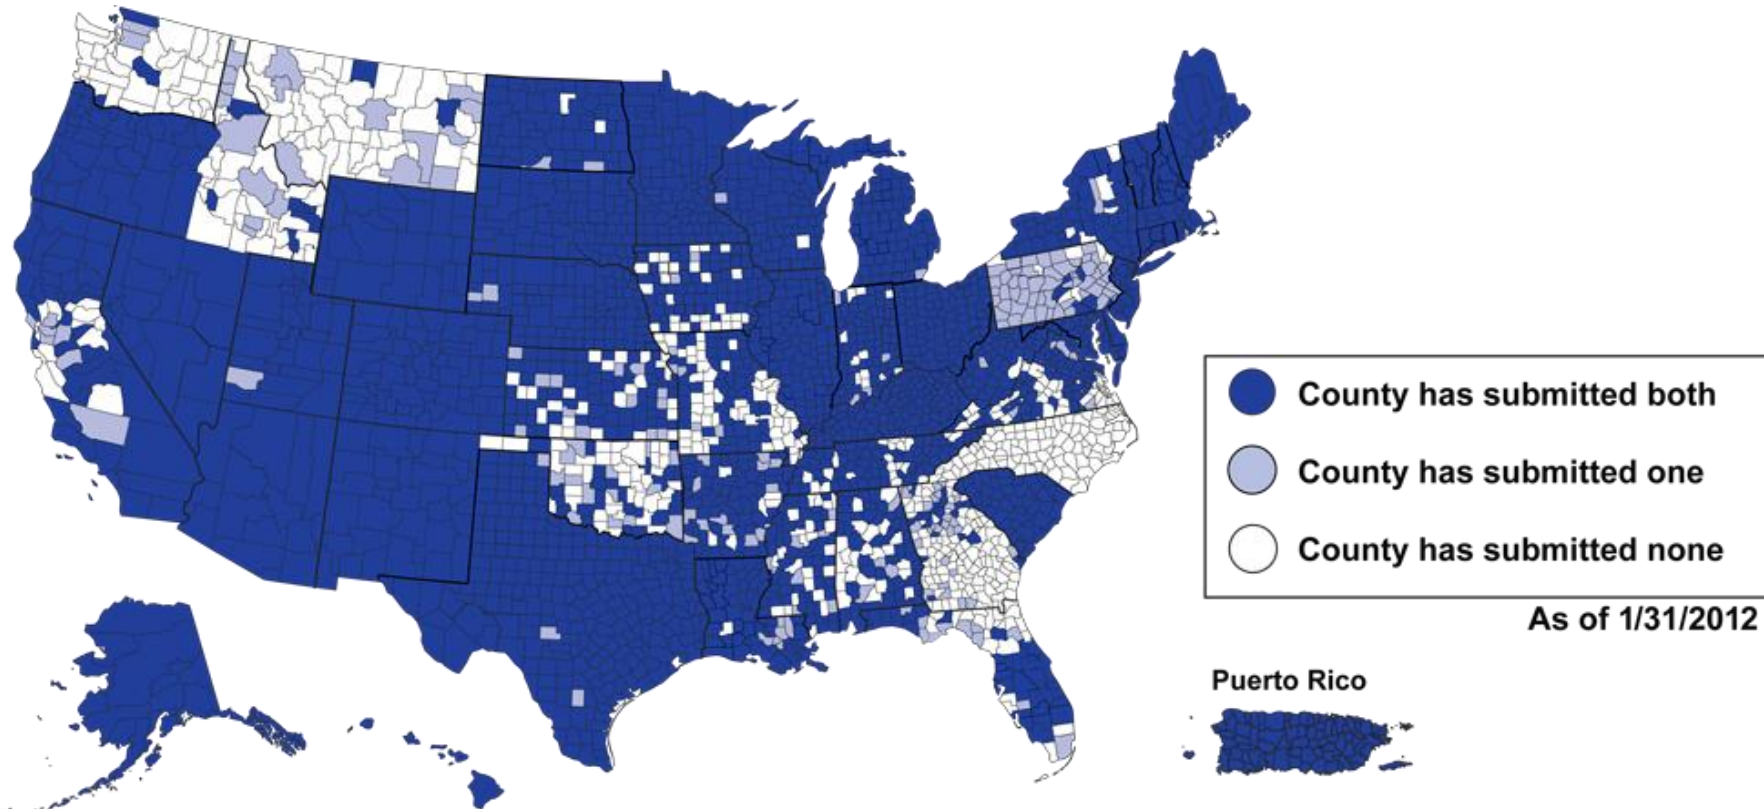 County has submitted both
County has submitted one
County has submitted none
As of 1/31/2012
Puerto Rico